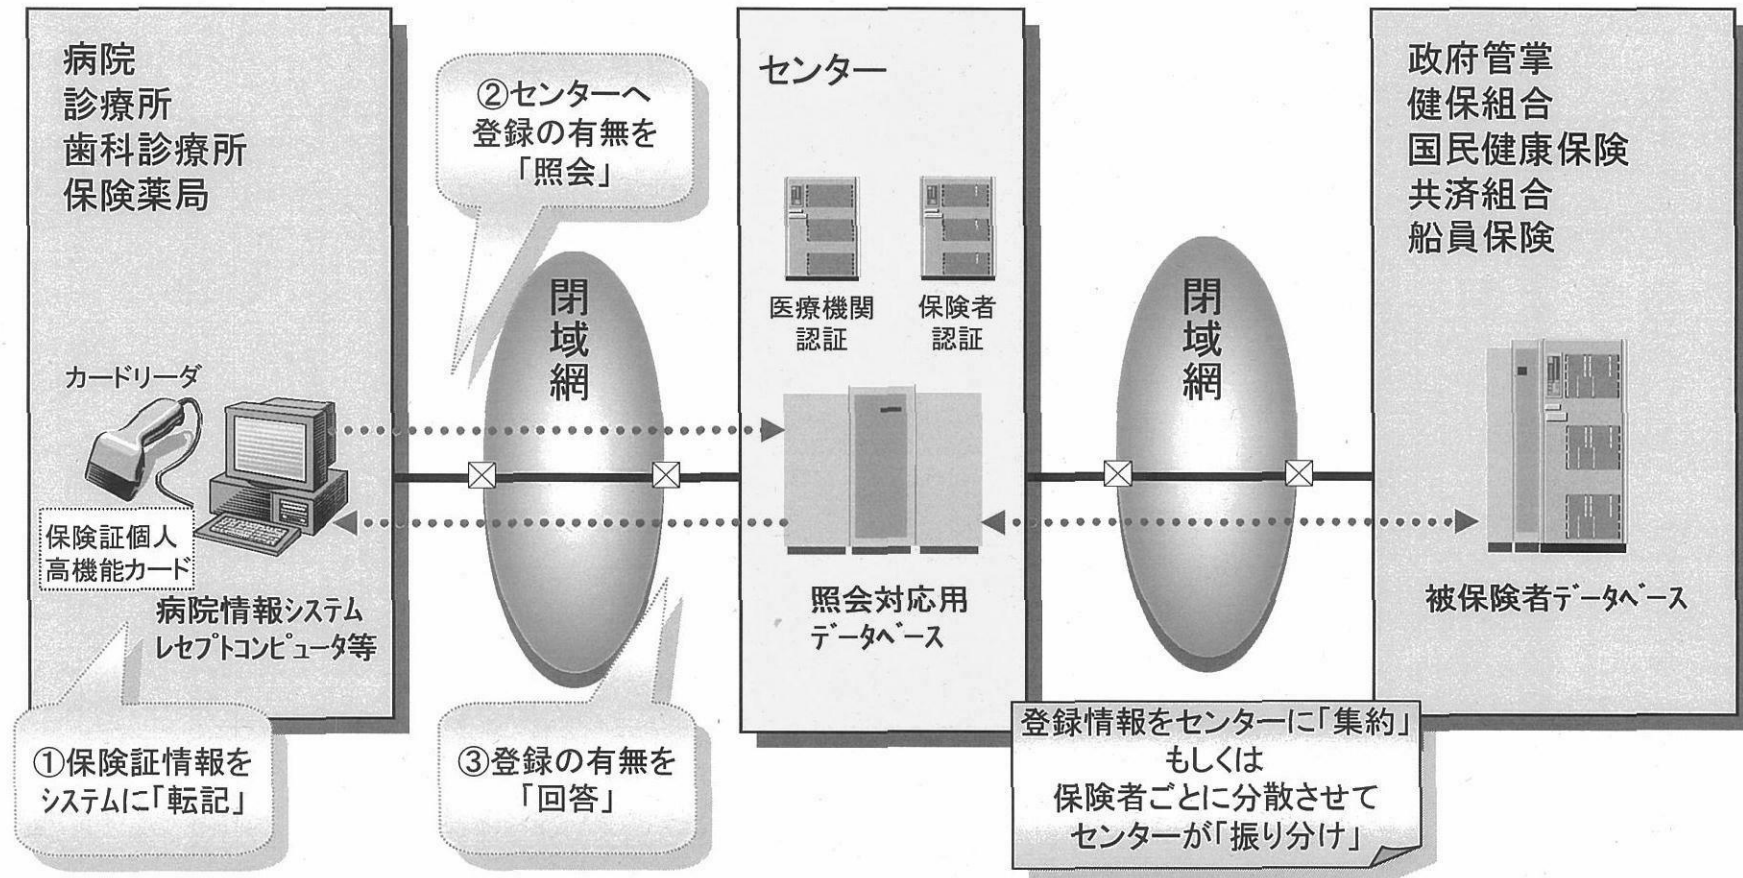 病院
診療所
歯科診療所
保険薬局
カードリーダ
保険証個人
高機能カード
病院情報システム
レセプトコンピュータ等
①保険証情報を
システムに「転記」
②センターへ
登録の有無を
「照会」
閉域網
③登録の有無を
「回答」
センター
医療機関
認証
保険者
認証
照会対応用
データベース
閉域網
登録情報をセンターに「集約」
もしくは
保険者ごとに分散させて
センターが「振り分け」
政府管掌
健保組合
国民健康保険
共済組合
船員保険
被保険者データベース